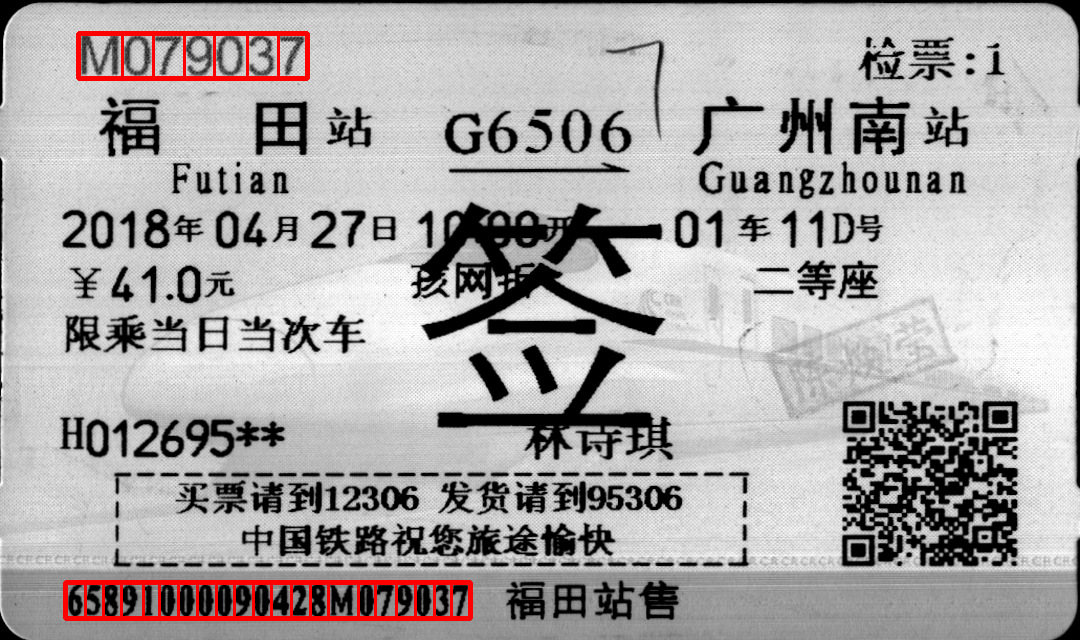 M079037 检票:1
福田站 G6506 广州南站
Futian Guangzhounan
2018年04月27日 10:00开 01车11D号
￥41.0元 孩网折 二等座
限乘当日当次车
签
H012695** 林诗琪
买票请到12306 发货请到95306
中国铁路祝您旅途愉快
65891000090428M079037 福田站售